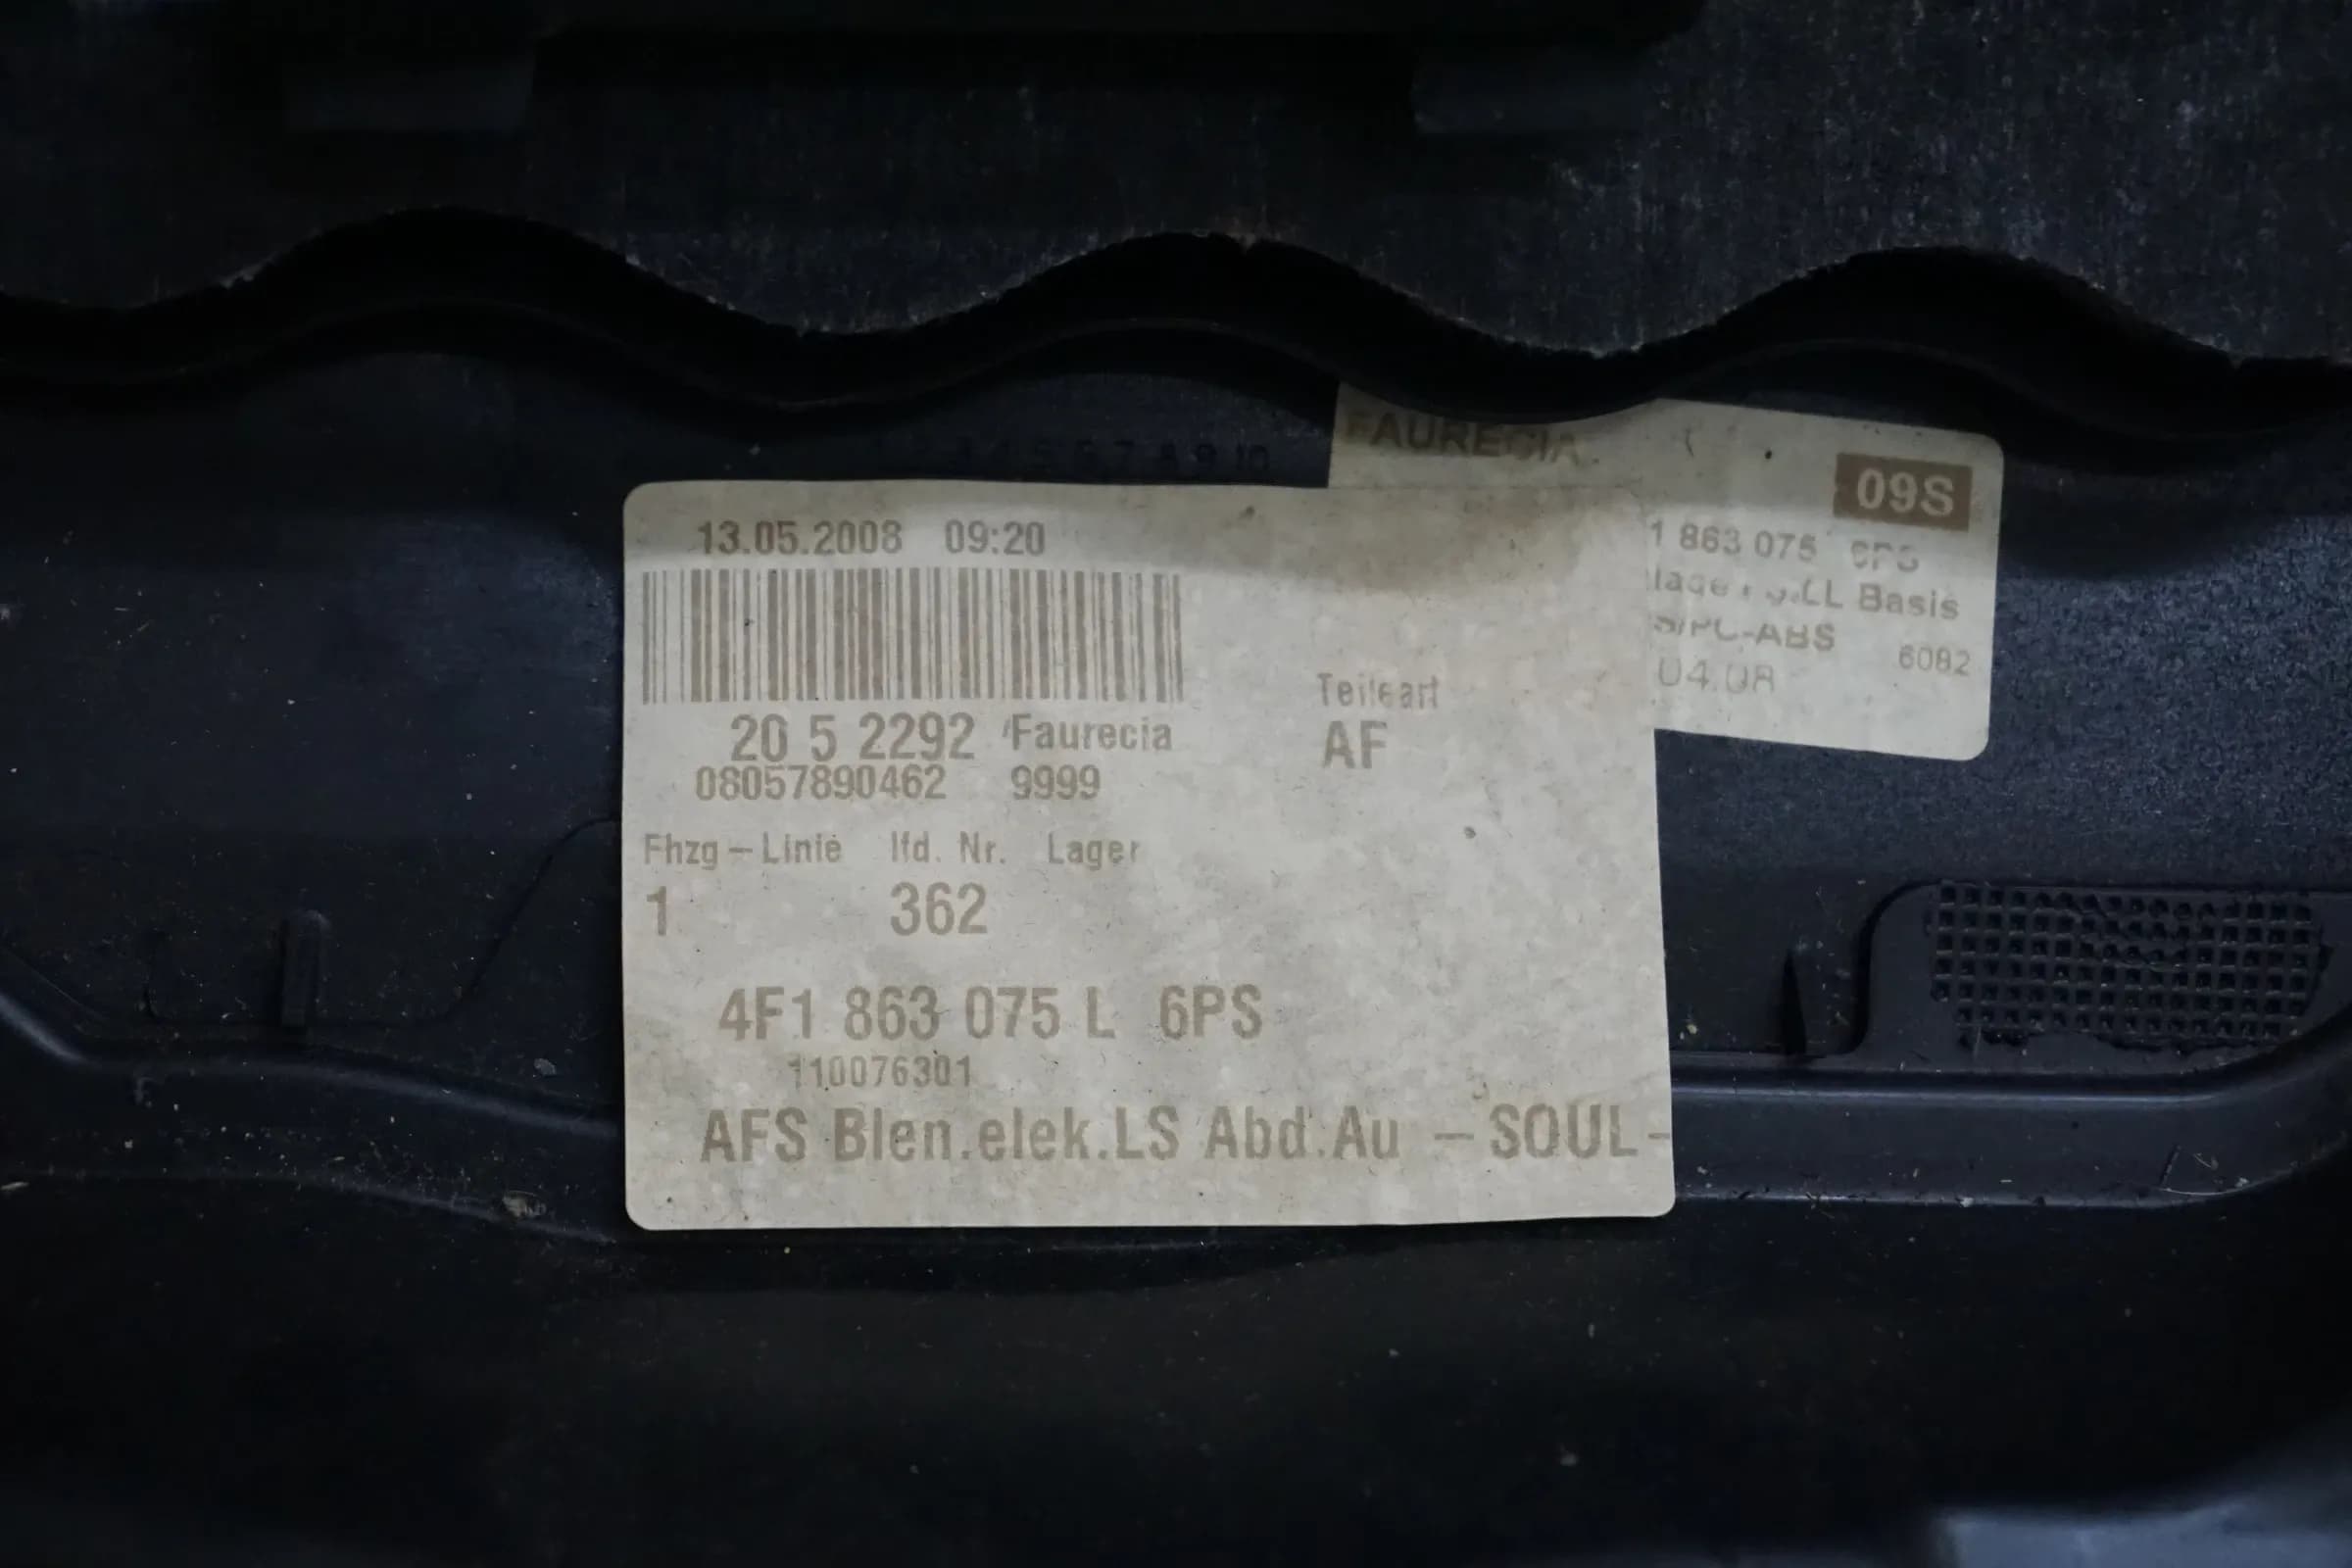 FAURECIA
09S
1 863 075 6PS
LL Basis
PC-ABS 6082
04.08
13.05.2008 09:20
20 5 2292 Faurecia
08057890462 9999
Teileart
AF
Fhzg-Linie lfd. Nr. Lager
1 362
4F1 863 075 L 6PS
110076301
AFS Blen.elek.LS Abd.Au -SOUL-